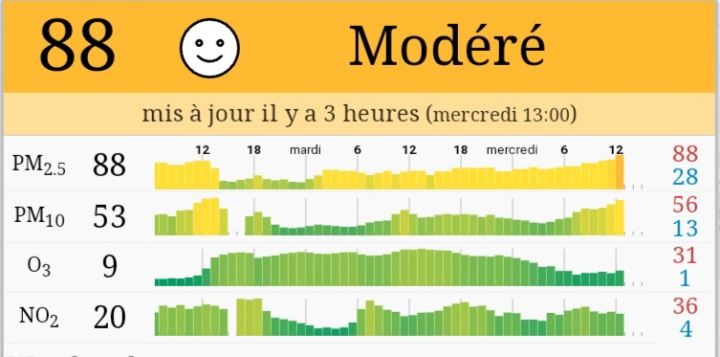 88 Modéré
mis à jour il y a 3 heures (mercredi 13:00)
12 18 mardi 6 12 18 mercredi 6 12
PM2.5 88 88
28
PM10 53 56
13
O3 9 31
1
NO2 20 36
4